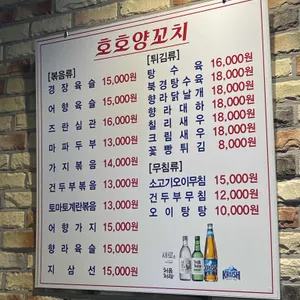 호호양꼬치
[볶음류]
경장육슬 15,000원
어향육슬 15,000원
즈란심관 16,000원
마파두부 13,000원
가지볶음 14,000원
건두부볶음 13,000원
토마토계란볶음 13,000원
어향가지 15,000원
향라육슬 15,000원
지삼선 15,000원
[튀김류]
탕수육 16,000원
북경탕수육 18,000원
향라닭날개 18,000원
향라대하 18,000원
칠리새우 18,000원
크림새우 18,000원
꽃빵튀김 8,000원
[무침류]
소고기오이무침 15,000원
건두부무침 12,000원
오이탕탕 10,000원
새로
처음처럼
KRUSH